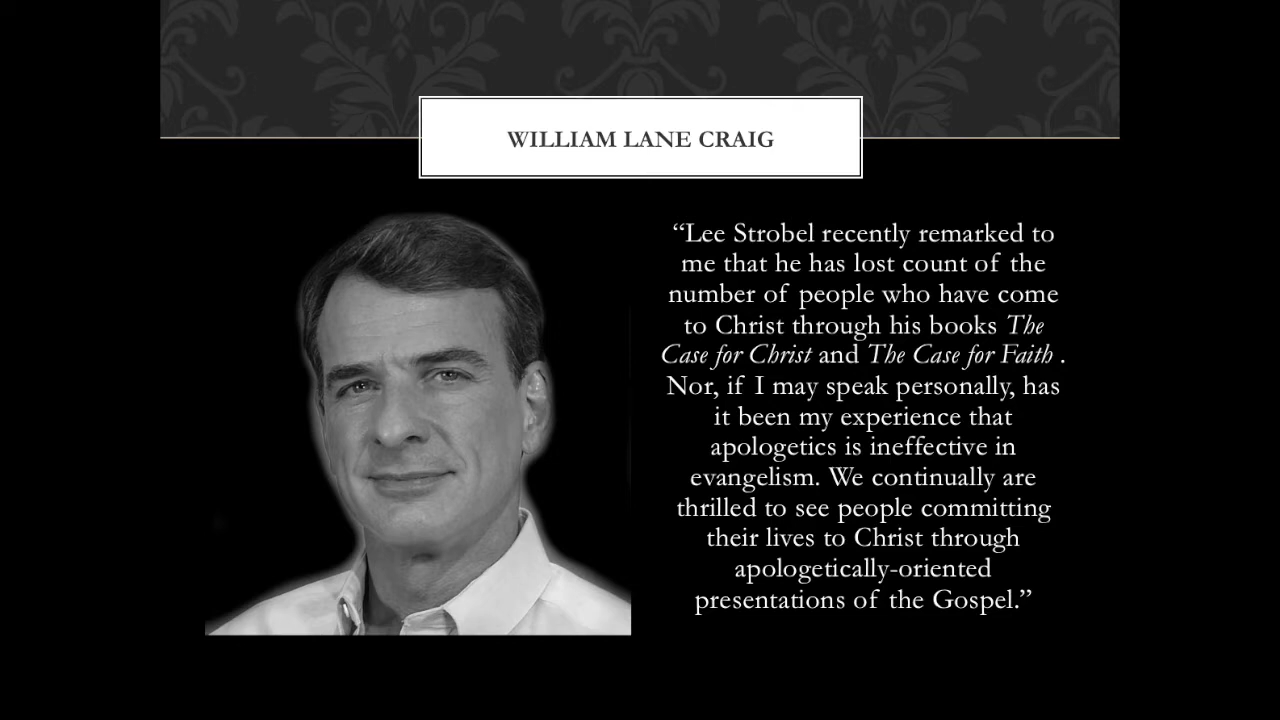 WILLIAM LANE CRAIG
“Lee Strobel recently remarked to
me that he has lost count of the
number of people who have come
to Christ through his books The
Case for Christ and The Case for Faith .
Nor, if I may speak personally, has
it been my experience that
apologetics is ineffective in
evangelism. We continually are
thrilled to see people committing
their lives to Christ through
apologetically-oriented
presentations of the Gospel.”